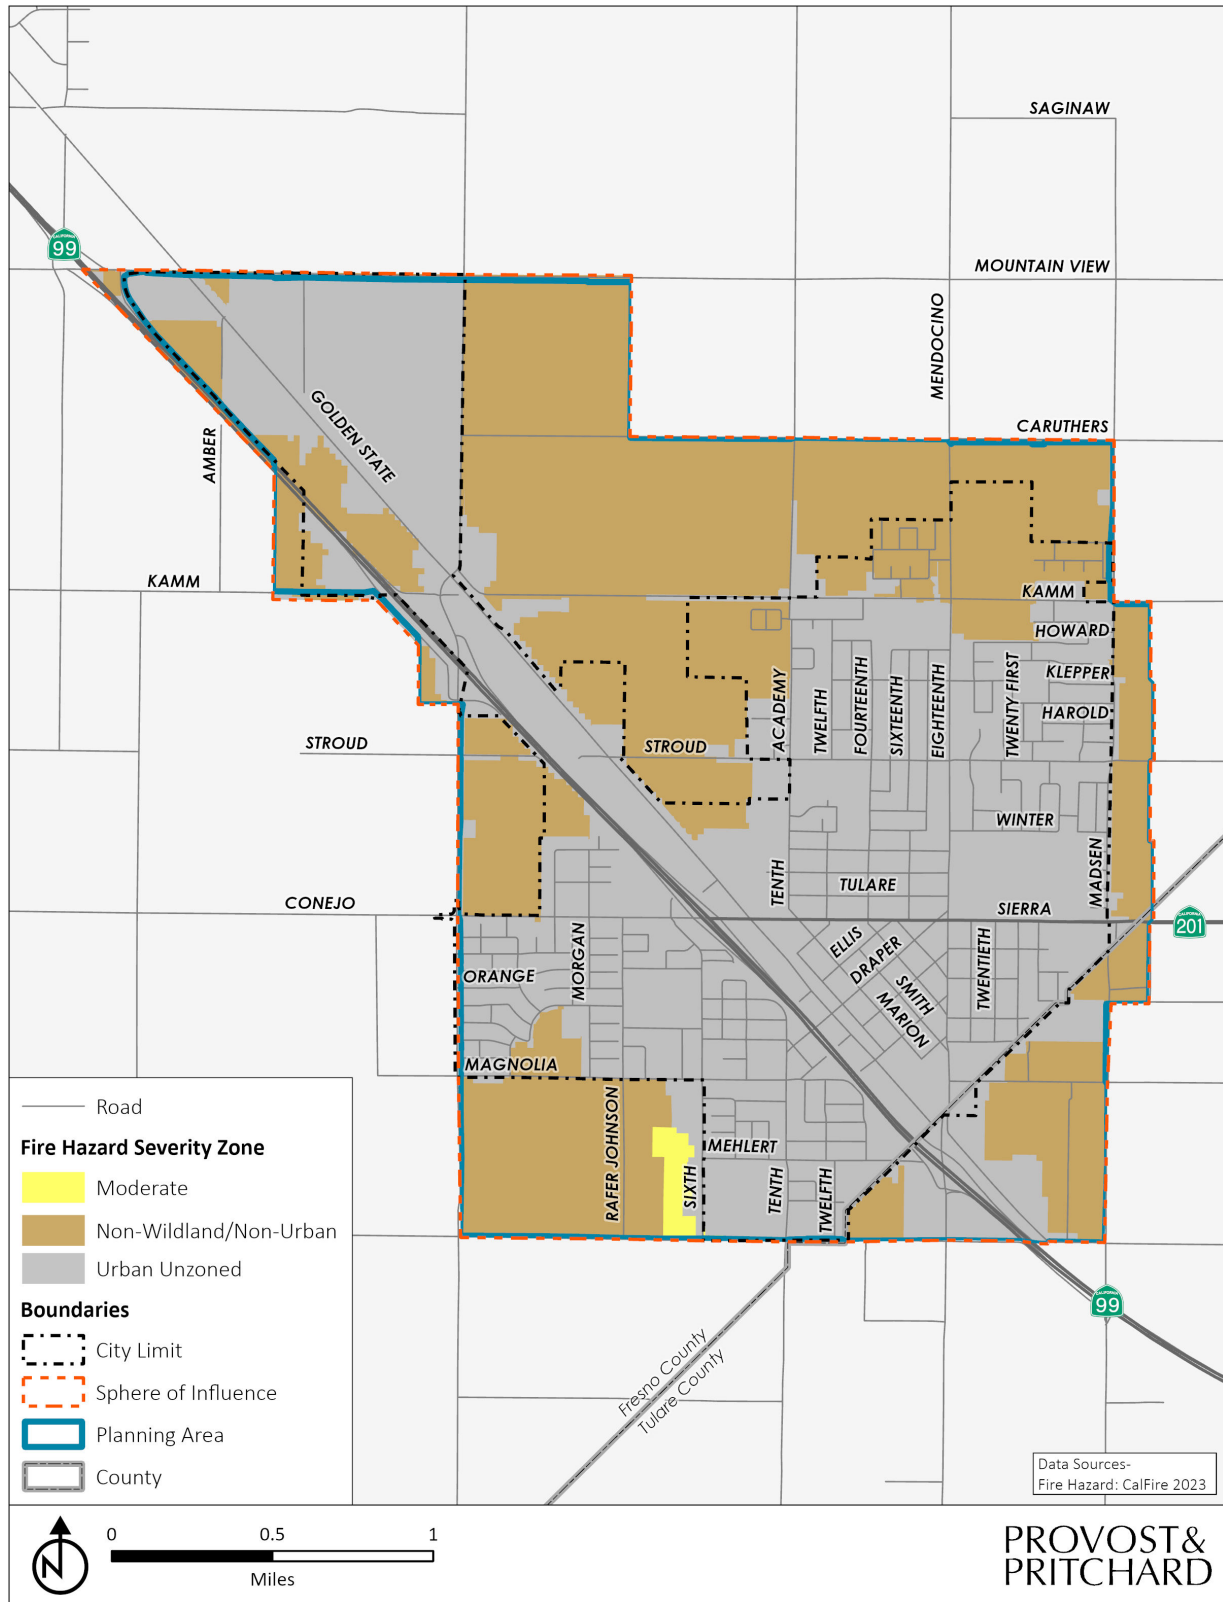 SAGINAW
CALIFORNIA
99
MOUNTAIN VIEW
MENDOCINO
GOLDEN STATE
CARUTHERS
AMBER
KAMM
KAMM
HOWARD
KLEPPER
HAROLD
ACADEMY
TWELFTH
FOURTEENTH
SIXTEENTH
EIGHTEENTH
TWENTY FIRST
STROUD
STROUD
WINTER
MADSEN
TENTH
TULARE
CONEJO
SIERRA
CALIFORNIA
201
ELLIS
DRAPER
SMITH
MARION
TWENTIETH
ORANGE
MORGAN
MAGNOLIA
RAFER JOHNSON
SIXTH
MEHLERT
TENTH
TWELFTH
CALIFORNIA
99
Fresno County
Tulare County
Road
Fire Hazard Severity Zone
Moderate
Non-Wildland/Non-Urban
Urban Unzoned
Boundaries
City Limit
Sphere of Influence
Planning Area
County
Data Sources-
Fire Hazard: CalFire 2023
N
0 0.5 1
Miles
PROVOST&
PRITCHARD